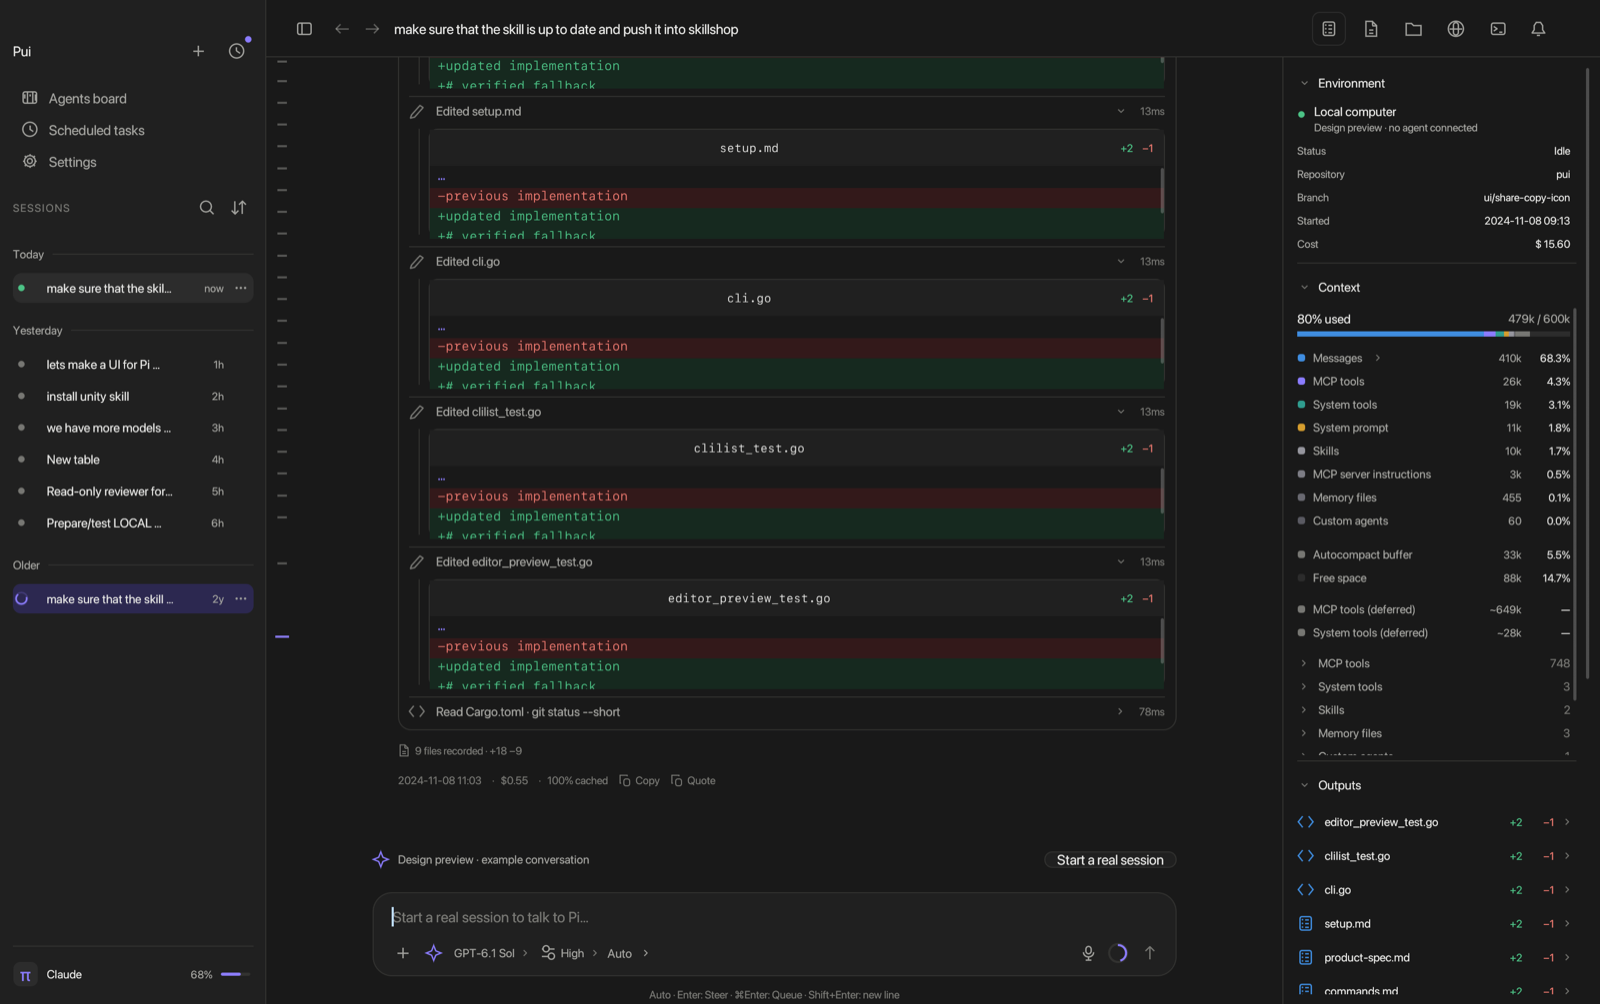 Pui
Agents board
Scheduled tasks
Settings
SESSIONS
Today
make sure that the skil... now ···
Yesterday
lets make a UI for Pi ... 1h
install unity skill 2h
we have more models ... 3h
New table 4h
Read-only reviewer for... 5h
Prepare/test LOCAL ... 6h
Older
make sure that the skill ... 2y ···
π Claude 68%
make sure that the skill is up to date and push it into skillshop
+updated implementation
+# verified fallback
Edited setup.md 13ms
setup.md +2 −1
…
−previous implementation
+updated implementation
+# verified fallback
Edited cli.go 13ms
cli.go +2 −1
…
−previous implementation
+updated implementation
+# verified fallback
Edited clilist_test.go 13ms
clilist_test.go +2 −1
…
−previous implementation
+updated implementation
+# verified fallback
Edited editor_preview_test.go 13ms
editor_preview_test.go +2 −1
…
−previous implementation
+updated implementation
+# verified fallback
Read Cargo.toml · git status --short 78ms
9 files recorded · +18 −9
2024-11-08 11:03 · $0.55 · 100% cached Copy Quote
Design preview · example conversation Start a real session
Start a real session to talk to Pi...
GPT-6.1 Sol High Auto
Auto · Enter: Steer · ⌘Enter: Queue · Shift+Enter: new line
Environment
Local computer
Design preview · no agent connected
Status Idle
Repository pui
Branch ui/share-copy-icon
Started 2024-11-08 09:13
Cost $ 15.60
Context
80% used 479k / 600k
Messages 410k 68.3%
MCP tools 26k 4.3%
System tools 19k 3.1%
System prompt 11k 1.8%
Skills 10k 1.7%
MCP server instructions 3k 0.5%
Memory files 455 0.1%
Custom agents 60 0.0%
Autocompact buffer 33k 5.5%
Free space 88k 14.7%
MCP tools (deferred) ~649k —
System tools (deferred) ~28k —
MCP tools 748
System tools 3
Skills 2
Memory files 3
Custom agents 1
Outputs
editor_preview_test.go +2 −1
clilist_test.go +2 −1
cli.go +2 −1
setup.md +2 −1
product-spec.md +2 −1
commands.md +2 −1